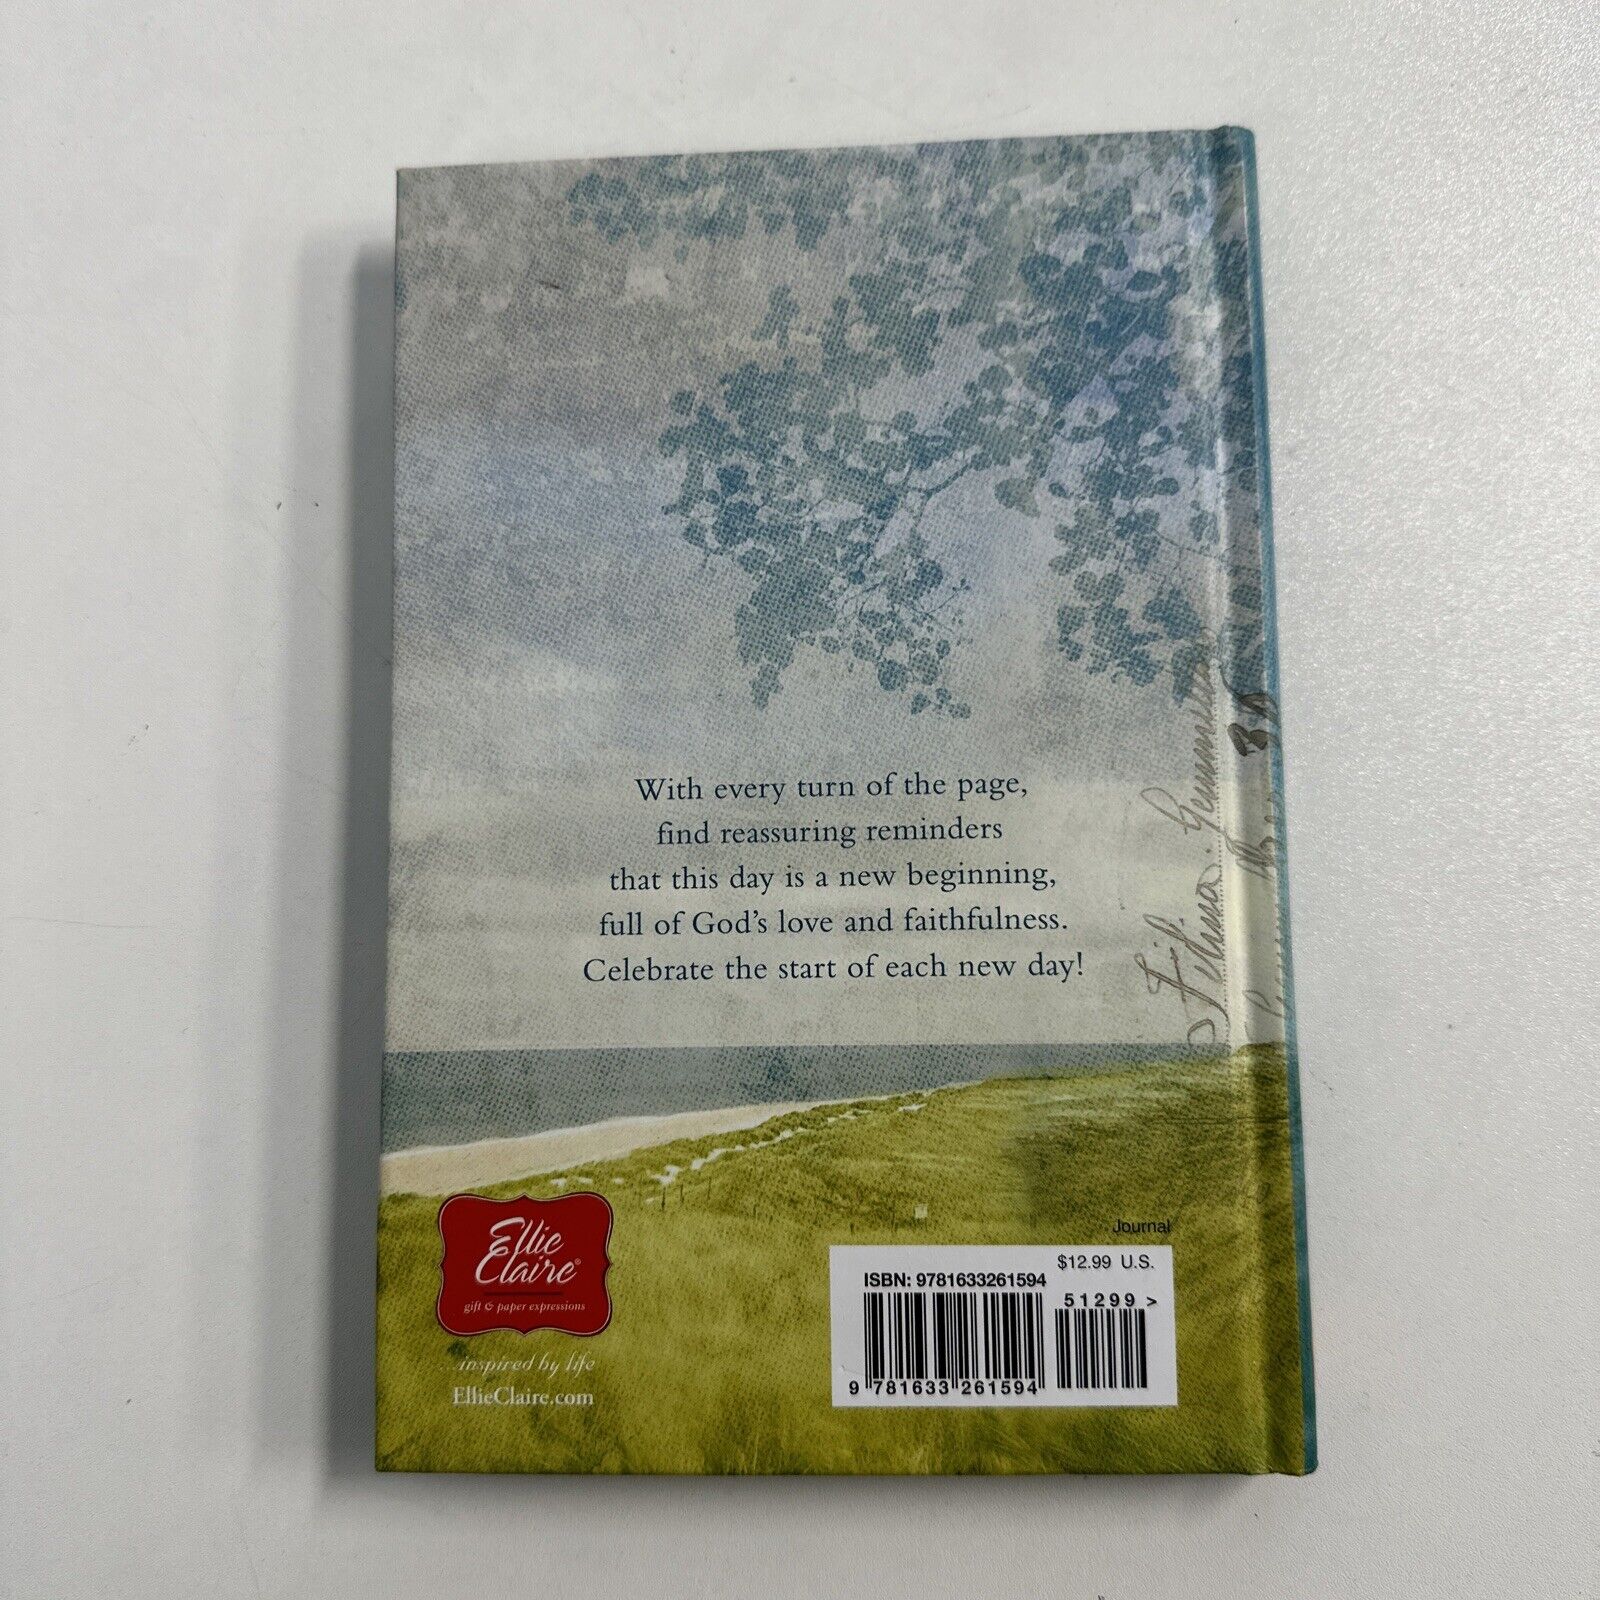 With every turn of the page,
find reassuring reminders
that this day is a new beginning,
full of God's love and faithfulness.
Celebrate the start of each new day!
Ellie
Claire®
gift & paper expressions
...inspired by life
EllieClaire.com
Journal
$12.99 U.S.
ISBN: 9781633261594
51299 >
9 781633 261594